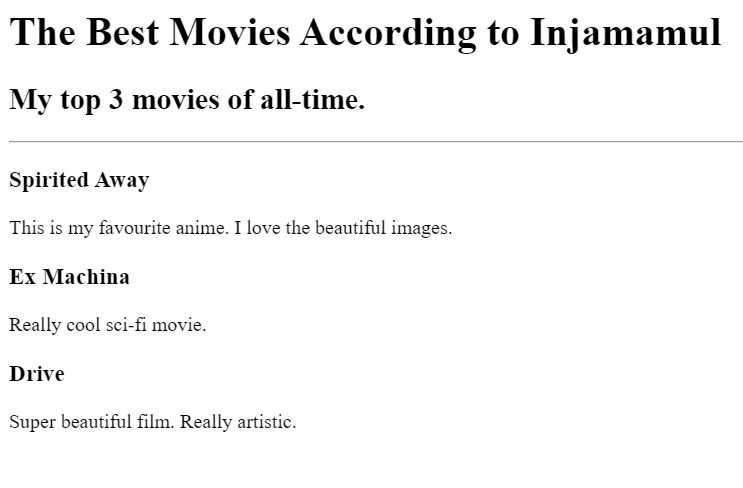 The Best Movies According to Injamamul
My top 3 movies of all-time.
Spirited Away
This is my favourite anime. I love the beautiful images.
Ex Machina
Really cool sci-fi movie.
Drive
Super beautiful film. Really artistic.